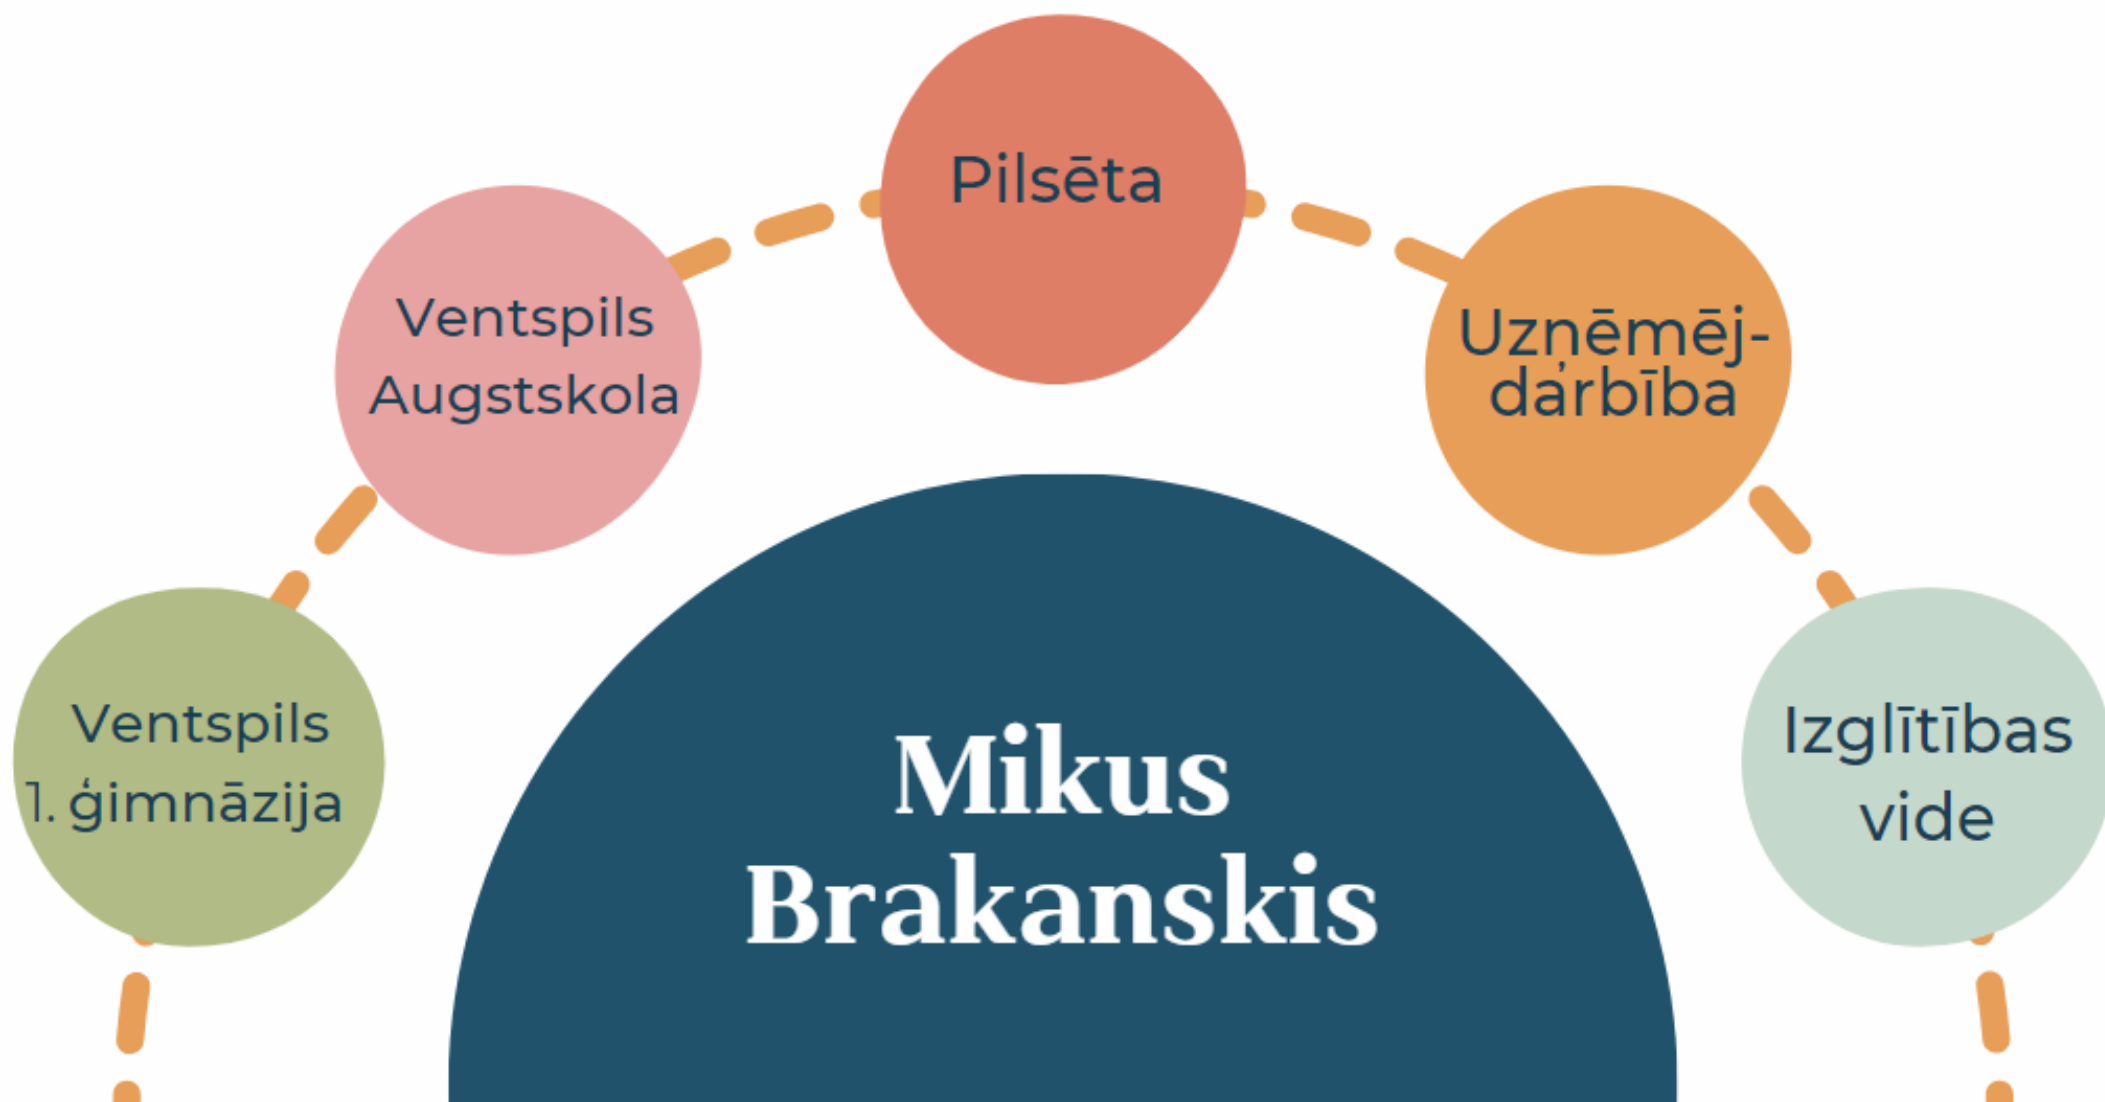 Pilsēta
Ventspils
Augstskola
Uzņēmēj-
darbība
Ventspils
1. ģimnāzija
Izglītības
vide
Mikus
Brakanskis